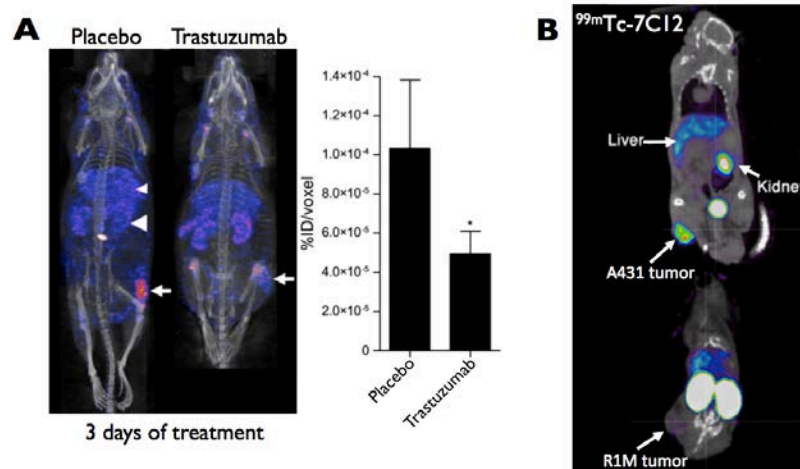 A
Placebo Trastuzumab
3 days of treatment
%ID/voxel
1.4×10⁻⁴
1.2×10⁻⁴
1.0×10⁻⁴
8.0×10⁻⁵
6.0×10⁻⁵
4.0×10⁻⁵
2.0×10⁻⁵
0
*
Placebo
Trastuzumab
B
⁹⁹ᵐTc-7C12
Liver
Kidney
A431 tumor
R1M tumor